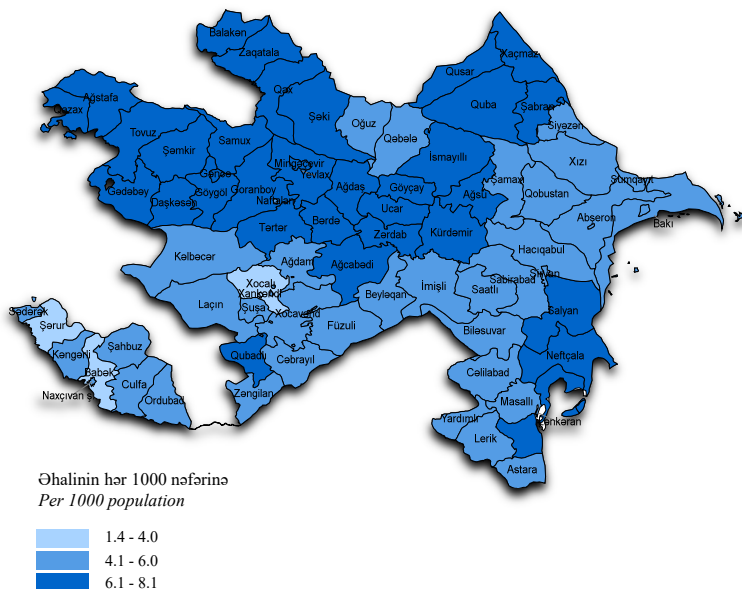 Balakən
Zaqatala
Xaçmaz
Qusar
Qax
Quba
Şabran
Ağstafa
Qazax
Şəki
Oğuz
Siyəzən
Tovuz
Şəmkir
Samux
Qəbələ
İsmayıllı
Xızı
Mingəçevir
Yevlax
Gəncə
Şamaxı
Sumqayıt
Gədəbəy
Daşkəsən
Göygöl
Goranboy
Naftalan
Ağdaş
Göyçay
Ağsu
Qobustan
Ucar
Abşeron
Bakı
Bərdə
Tərtər
Zərdab
Kürdəmir
Kəlbəcər
Ağdam
Ağcabədi
Hacıqabul
Xocalı
Xankəndi
Şirvan
Sabirabad
Saatlı
İmişli
Beyləqan
Laçın
Şuşa
Xocavənd
Salyan
Sədərək
Şərur
Füzuli
Biləsuvar
Şahbuz
Kəngərli
Qubadlı
Cəbrayıl
Neftçala
Babək
Culfa
Cəlilabad
Naxçıvan ş.
Ordubad
Zəngilan
Masallı
Yardımlı
Lənkəran
Lerik
Astara
Əhalinin hər 1000 nəfərinə
Per 1000 population
1.4 - 4.0
4.1 - 6.0
6.1 - 8.1